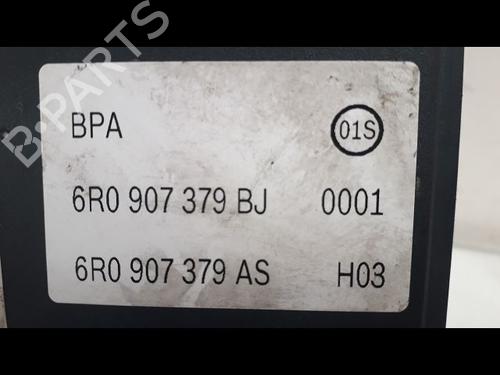 B-PARTS
BPA 01S
6R0 907 379 BJ 0001
6R0 907 379 AS H03